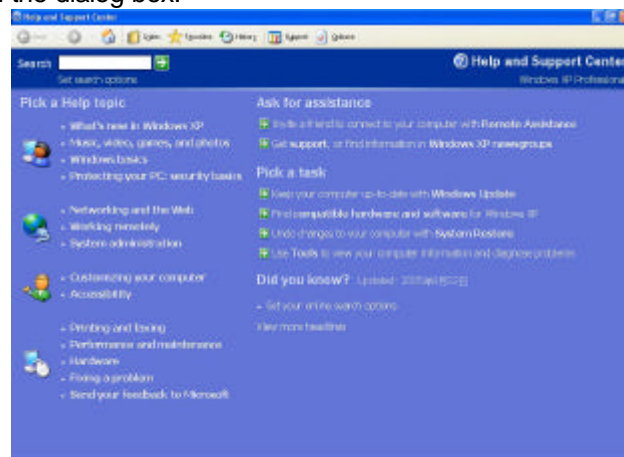 the dialog box.
Help and Support Center
Index Favorites History Support Options
Search
Set search options
Help and Support Center
Windows XP Professional
Pick a Help topic
What's new in Windows XP
Music, video, games, and photos
Windows basics
Protecting your PC: security basics
Networking and the Web
Working remotely
System administration
Customizing your computer
Accessibility
Printing and faxing
Performance and maintenance
Hardware
Fixing a problem
Send your feedback to Microsoft
Ask for assistance
Invite a friend to connect to your computer with Remote Assistance
Get support, or find information in Windows XP newsgroups
Pick a task
Keep your computer up-to-date with Windows Update
Find compatible hardware and software for Windows XP
Undo changes to your computer with System Restore
Use Tools to view your computer information and diagnose problems
Did you know? Updated:
Set your online search options
View more headlines